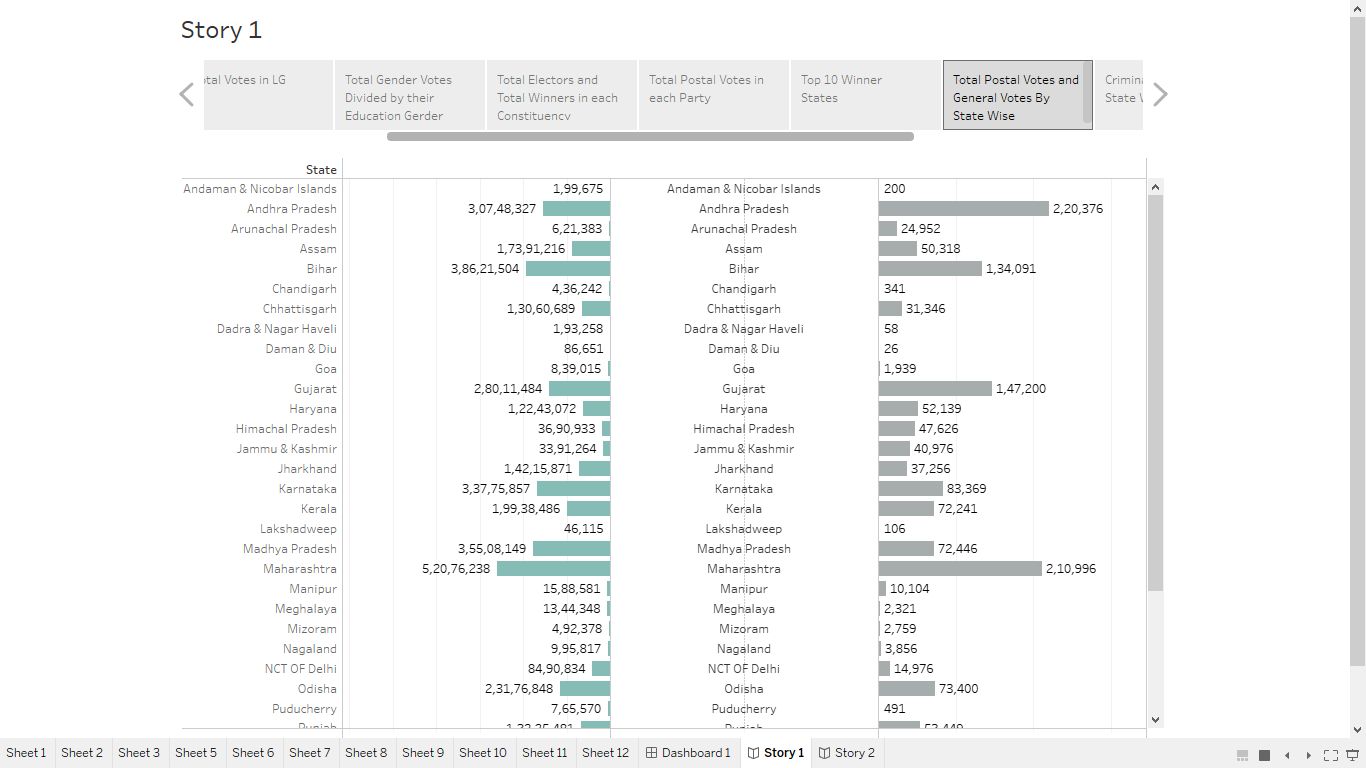 Story 1
tal Votes in LG
Total Gender Votes
Divided by their
Education Gerder
Total Electors and
Total Winners in each
Constituency
Total Postal Votes in
each Party
Top 10 Winner
States
Total Postal Votes and
General Votes By
State Wise
Crimin
State
State
Andaman & Nicobar Islands 1,99,675 Andaman & Nicobar Islands 200
Andhra Pradesh 3,07,48,327 Andhra Pradesh 2,20,376
Arunachal Pradesh 6,21,383 Arunachal Pradesh 24,952
Assam 1,73,91,216 Assam 50,318
Bihar 3,86,21,504 Bihar 1,34,091
Chandigarh 4,36,242 Chandigarh 341
Chhattisgarh 1,30,60,689 Chhattisgarh 31,346
Dadra & Nagar Haveli 1,93,258 Dadra & Nagar Haveli 58
Daman & Diu 86,651 Daman & Diu 26
Goa 8,39,015 Goa 1,939
Gujarat 2,80,11,484 Gujarat 1,47,200
Haryana 1,22,43,072 Haryana 52,139
Himachal Pradesh 36,90,933 Himachal Pradesh 47,626
Jammu & Kashmir 33,91,264 Jammu & Kashmir 40,976
Jharkhand 1,42,15,871 Jharkhand 37,256
Karnataka 3,37,75,857 Karnataka 83,369
Kerala 1,99,38,486 Kerala 72,241
Lakshadweep 46,115 Lakshadweep 106
Madhya Pradesh 3,55,08,149 Madhya Pradesh 72,446
Maharashtra 5,20,76,238 Maharashtra 2,10,996
Manipur 15,88,581 Manipur 10,104
Meghalaya 13,44,348 Meghalaya 2,321
Mizoram 4,92,378 Mizoram 2,759
Nagaland 9,95,817 Nagaland 3,856
NCT OF Delhi 84,90,834 NCT OF Delhi 14,976
Odisha 2,31,76,848 Odisha 73,400
Puducherry 7,65,570 Puducherry 491
Punjab Punjab
Sheet 1 Sheet 2 Sheet 3 Sheet 5 Sheet 6 Sheet 7 Sheet 8 Sheet 9 Sheet 10 Sheet 11 Sheet 12 Dashboard 1 Story 1 Story 2